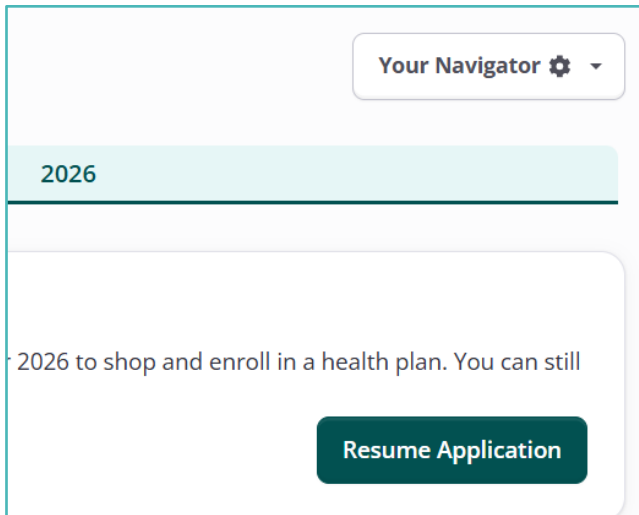 Your Navigator
2026
2026 to shop and enroll in a health plan. You can still
Resume Application